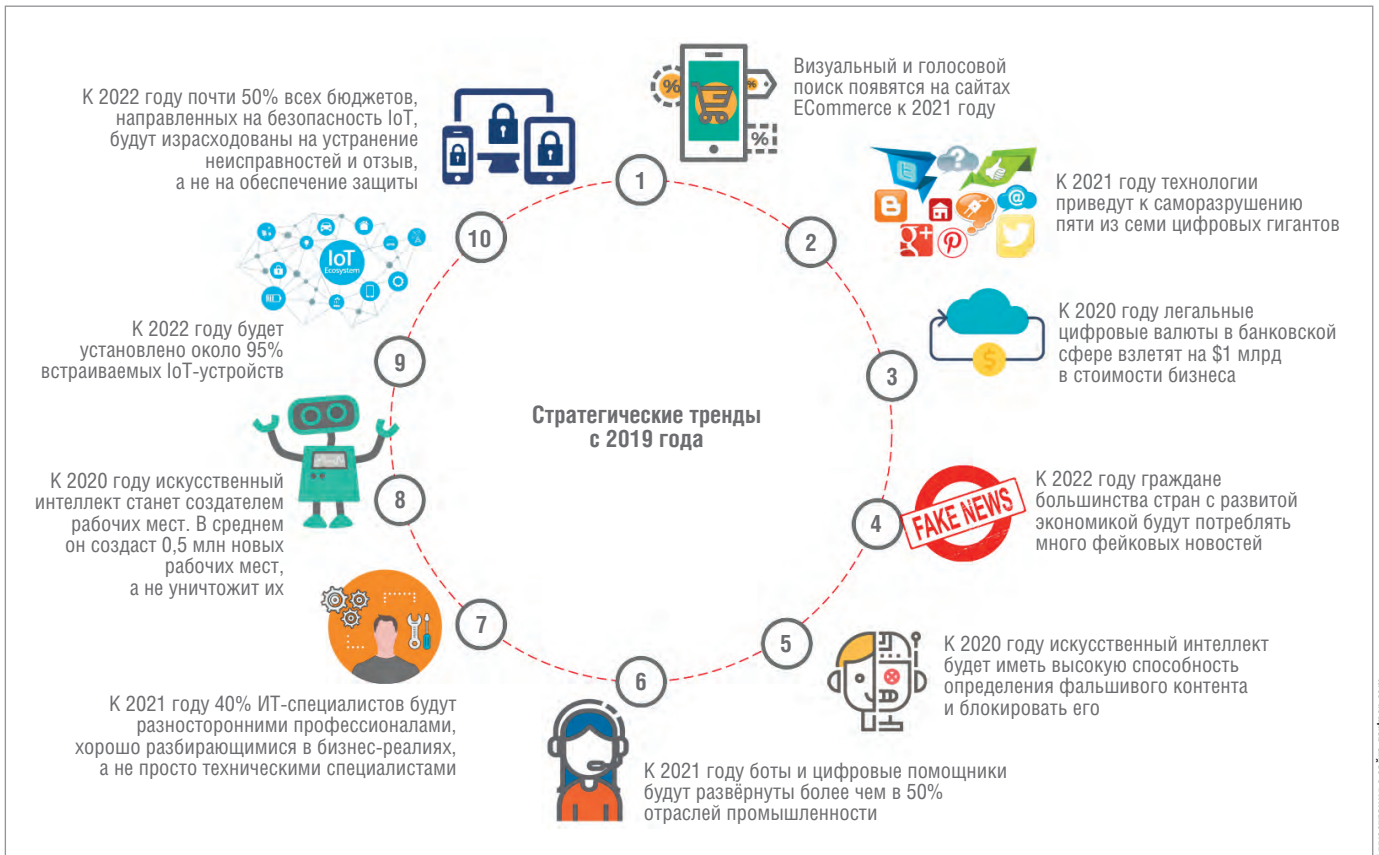 Визуальный и голосовой
поиск появятся на сайтах
ECommerce к 2021 году
%
%
%
1
К 2021 году технологии
приведут к саморазрушению
пяти из семи цифровых гигантов
2
К 2020 году легальные
цифровые валюты в банковской
сфере взлетят на $1 млрд
в стоимости бизнеса
$
3
К 2022 году граждане
большинства стран с развитой
экономикой будут потреблять
много фейковых новостей
FAKE NEWS
4
К 2020 году искусственный интеллект
будет иметь высокую способность
определения фальшивого контента
и блокировать его
5
К 2021 году боты и цифровые помощники
будут развёрнуты более чем в 50%
отраслей промышленности
6
К 2021 году 40% ИТ-специалистов будут
разносторонними профессионалами,
хорошо разбирающимися в бизнес-реалиях,
а не просто техническими специалистами
7
К 2020 году искусственный
интеллект станет создателем
рабочих мест. В среднем
он создаст 0,5 млн новых
рабочих мест,
а не уничтожит их
8
К 2022 году будет
установлено около 95%
встраиваемых IoT-устройств
IoT
Ecosystem
9
К 2022 году почти 50% всех бюджетов,
направленных на безопасность IoT,
будут израсходованы на устранение
неисправностей и отзыв,
а не на обеспечение защиты
10
Стратегические тренды
с 2019 года